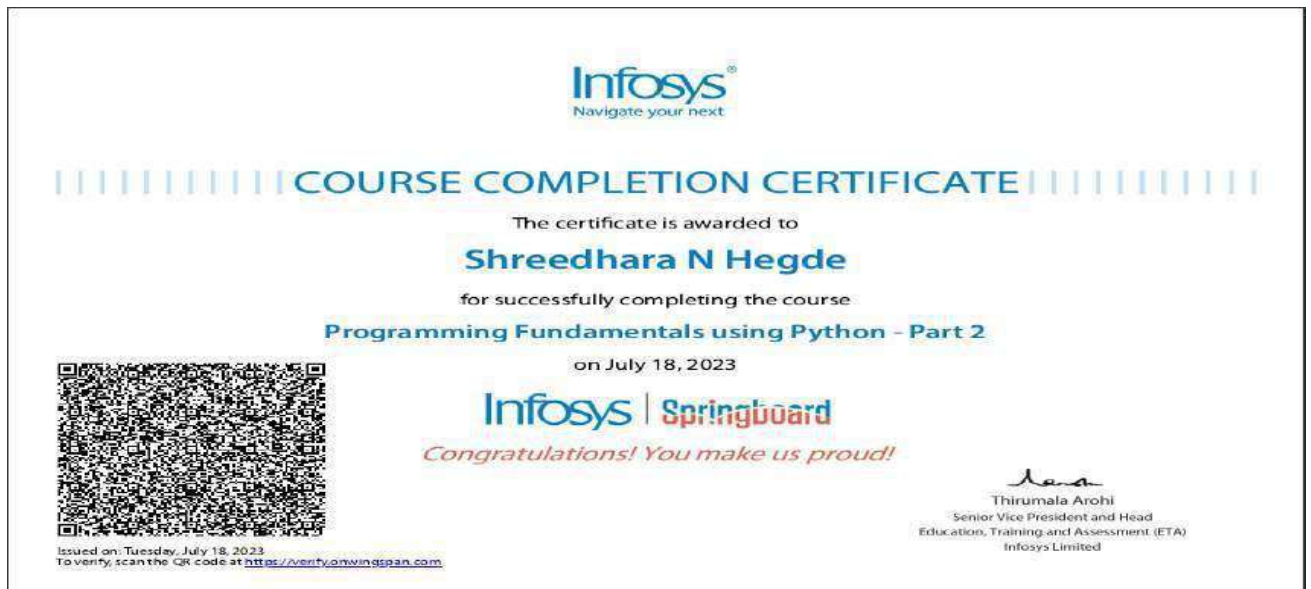 Infosys®
Navigate your next
COURSE COMPLETION CERTIFICATE
The certificate is awarded to
Shreedhara N Hegde
for successfully completing the course
Programming Fundamentals using Python - Part 2
on July 18, 2023
Infosys | Springboard
Congratulations! You make us proud!
Thirumala Arohi
Senior Vice President and Head
Education, Training and Assessment (ETA)
Infosys Limited
Issued on: Tuesday, July 18, 2023
To verify, scan the QR code at https://verify.onwingspan.com